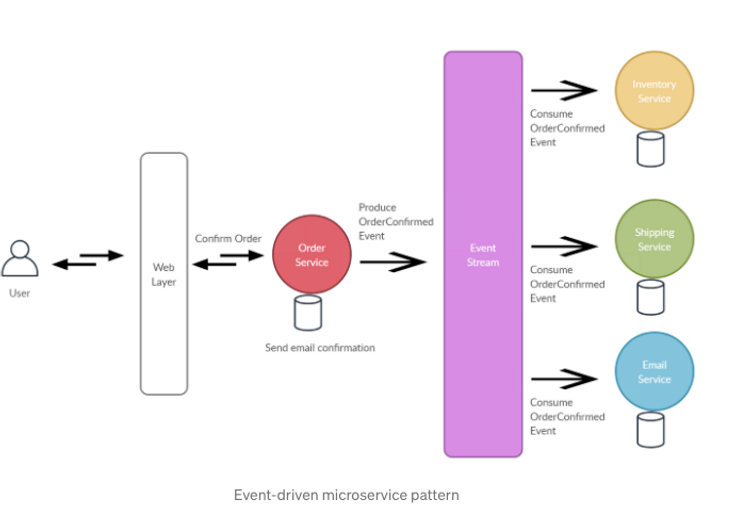 User
Web
Layer
Confirm Order
Order
Service
Send email confirmation
Produce
OrderConfirmed
Event
Event
Stream
Consume
OrderConfirmed
Event
Inventory
Service
Consume
OrderConfirmed
Event
Shipping
Service
Consume
OrderConfirmed
Event
Email
Service
Event-driven microservice pattern